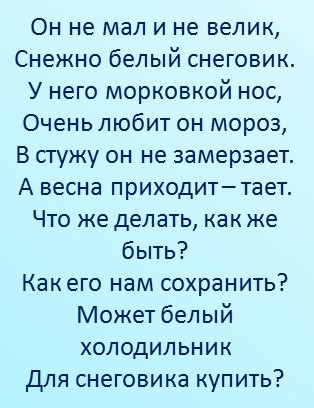 Он не мал и не велик,
Снежно белый снеговик.
У него морковкой нос,
Очень любит он мороз,
В стужу он не замерзает.
А весна приходит – тает.
Что же делать, как же
быть?
Как его нам сохранить?
Может белый
холодильник
Для снеговика купить?